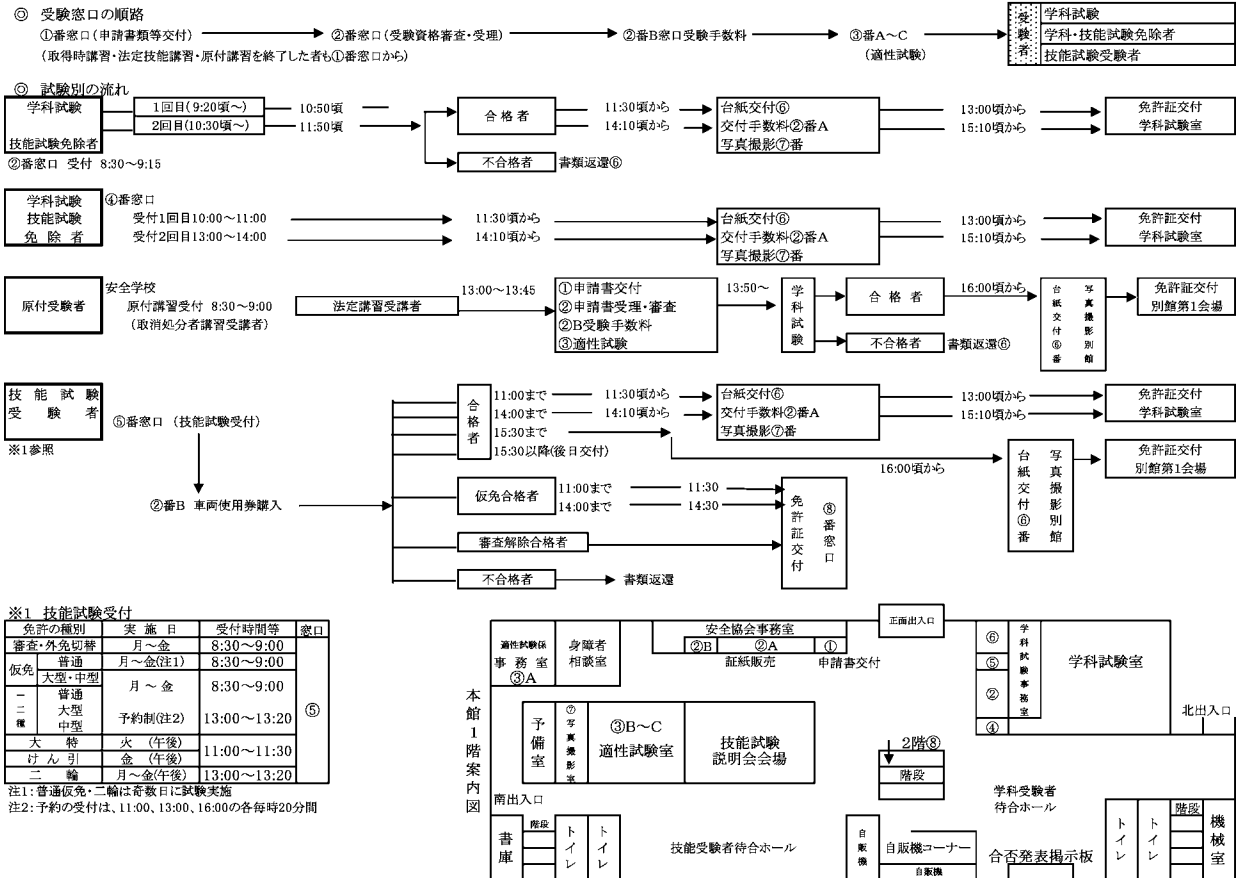 ◎ 受験窓口の順路
①番窓口(申請書類等交付) ②番窓口(受験資格審査・受理) ②番B窓口受験手数料 ③番A～C
(適性試験)
(取得時講習・法定技能講習・原付講習を終了した者も①番窓口から)
受験者
学科試験
学科・技能試験免除者
技能試験受験者
◎ 試験別の流れ
学科試験
技能試験免除者
1回目(9:20頃～) 10:50頃
2回目(10:30頃～) 11:50頃
②番窓口 受付 8:30～9:15
合格者
不合格者 書類返還⑥
11:30頃から
14:10頃から
台紙交付⑥
交付手数料②番A
写真撮影⑦番
13:00頃から
15:10頃から
免許証交付
学科試験室
学科試験
技能試験
免除者
④番窓口
受付1回目10:00～11:00
受付2回目13:00～14:00
11:30頃から
14:10頃から
台紙交付⑥
交付手数料②番A
写真撮影⑦番
13:00頃から
15:10頃から
免許証交付
学科試験室
原付受験者
安全学校
原付講習受付 8:30～9:00
(取消処分者講習受講者)
法定講習受講者
13:00～13:45
①申請書交付
②申請書受理・審査
②B受験手数料
③適性試験
13:50～
学科試験
合格者
不合格者 書類返還⑥
16:00頃から
台紙交付⑥番
写真撮影別館
免許証交付
別館第1会場
技能試験
受験者
※1参照
⑤番窓口 (技能試験受付)
②番B 車両使用券購入
合格者
11:00まで 11:30頃から
14:00まで 14:10頃から
15:30まで
15:30以降(後日交付)
台紙交付⑥
交付手数料②番A
写真撮影⑦番
13:00頃から
15:10頃から
免許証交付
学科試験室
16:00頃から
台紙交付⑥番
写真撮影別館
免許証交付
別館第1会場
仮免合格者
11:00まで 11:30
14:00まで 14:30
審査解除合格者
不合格者 書類返還
免許証交付
⑧番窓口
※1 技能試験受付
免許の種別 実施日 受付時間等 窓口
審査・外免切替 月～金 8:30～9:00
仮免 普通 月～金(注1) 8:30～9:00
大型・中型 月～金 8:30～9:00
一二種 普通
大型
中型 予約制(注2) 13:00～13:20
⑤
大特 火 (午後) 11:00～11:30
けん引 金 (午後)
二輪 月～金(午後) 13:00～13:20
注1:普通仮免・二輪は奇数日に試験実施
注2:予約の受付は、11:00、13:00、16:00の各毎時20分間
本館1階案内図
適性試験係
事務室
③A
身障者
相談室
安全協会事務室
②B ②A ①
証紙販売 申請書交付
正面出入口
⑥
⑤
②
④
学科試験事務室
学科試験室
北出入口
予備室
⑦写真撮影室
③B～C
適性試験室
技能試験
説明会会場
2階⑧
階段
学科受験者
待合ホール
南出入口
書庫
階段
トイレ
トイレ
技能受験者待合ホール
自販機
自販機コーナー
自販機
合否発表掲示板
トイレ
トイレ
階段
機械室